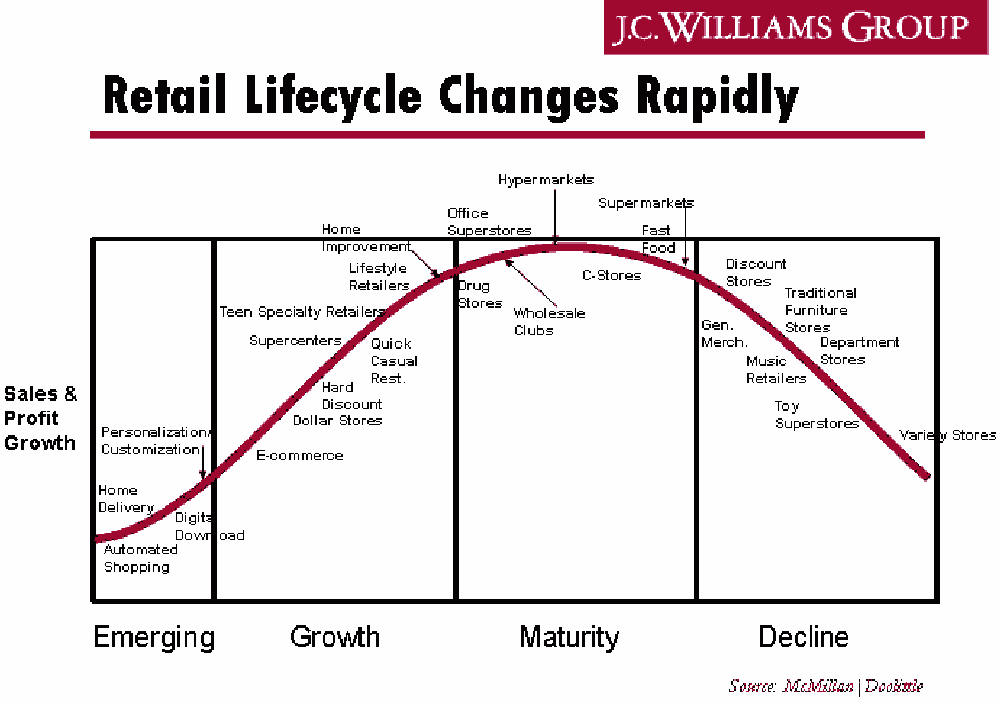 J.C.WILLIAMS GROUP
Retail Lifecycle Changes Rapidly
Hypermarkets
Supermarkets
Office
Superstores
Home
Improvement
Fast
Food
Lifestyle
Retailers
C-Stores
Discount
Stores
Drug
Stores
Traditional
Furniture
Stores
Teen Specialty Retailers
Wholesale
Clubs
Gen.
Merch.
Supercenters
Quick
Casual
Rest.
Department
Stores
Music
Retailers
Hard
Discount
Dollar Stores
Toy
Superstores
Sales &
Profit
Growth
Personalization/
Customization
Variety Stores
E-commerce
Home
Delivery
Digital
Download
Automated
Shopping
Emerging
Growth
Maturity
Decline
Source: McMillan | Doolittle